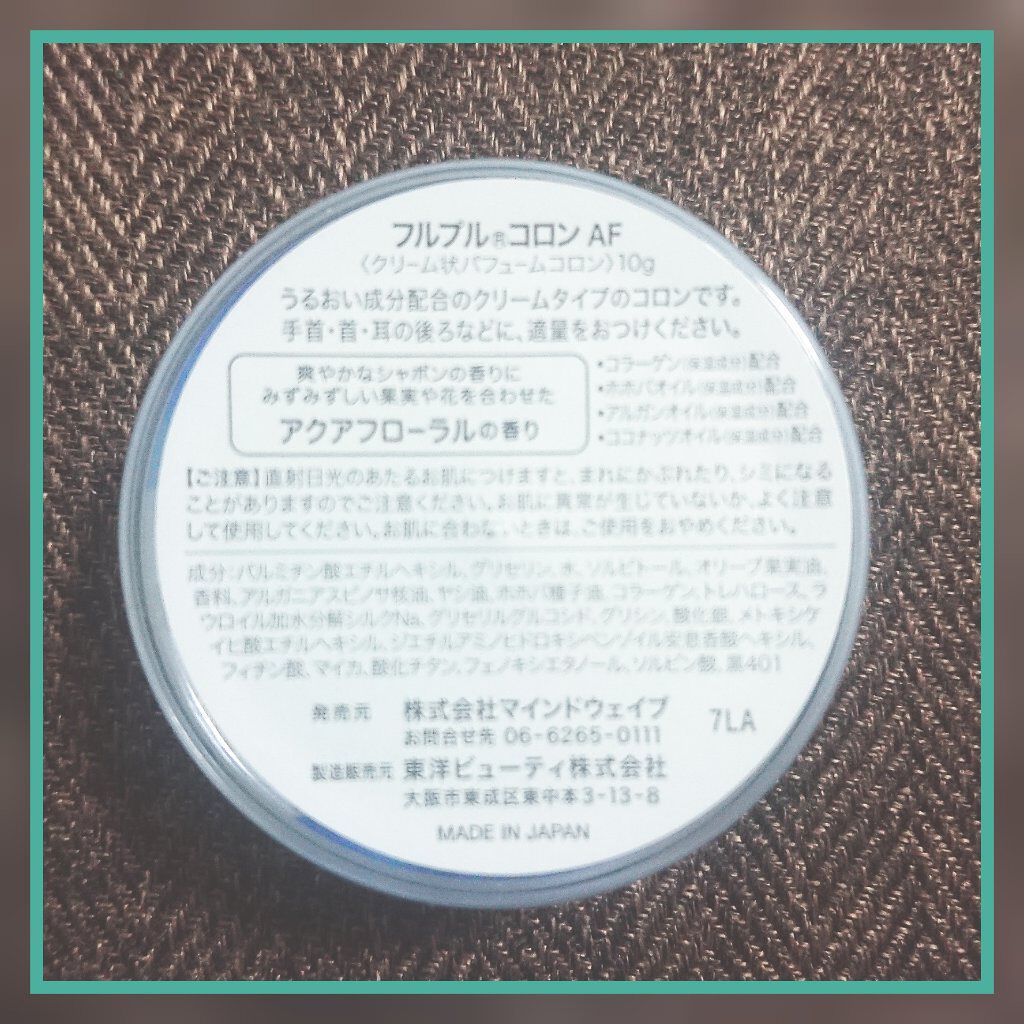 フルプル®コロン AF
〈クリーム状パフュームコロン〉10g
うるおい成分配合のクリームタイプのコロンです。
手首・首・耳の後ろなどに、適量をおつけください。
爽やかなシャボンの香りに
みずみずしい果実や花を合わせた
アクアフローラルの香り
・コラーゲン(保湿成分)配合
・ホホバオイル(保湿成分)配合
・アルガンオイル(保湿成分)配合
・ココナッツオイル(保湿成分)配合
【ご注意】直射日光のあたるお肌につけますと、まれにかぶれたり、シミになる
ことがありますのでご注意ください。お肌に異常が生じていないか、よく注意
して使用してください。お肌に合わないときは、ご使用をおやめください。
成分:パルミチン酸エチルヘキシル、グリセリン、水、ソルビトール、オリーブ果実油、
香料、アルガニアスピノサ核油、ヤシ油、ホホバ種子油、コラーゲン、トレハロース、ラ
ウロイル加水分解シルクNa、グリセリルグルコシド、グリシン、酸化銀、メトキシケ
イヒ酸エチルヘキシル、ジエチルアミノヒドロキシベンゾイル安息香酸ヘキシル、
フィチン酸、マイカ、酸化チタン、フェノキシエタノール、ソルビン酸、黒401
発売元 株式会社マインドウェイブ
お問合せ先 06-6265-0111
7LA
製造販売元 東洋ビューティ株式会社
大阪市東成区東中本3-13-8
MADE IN JAPAN